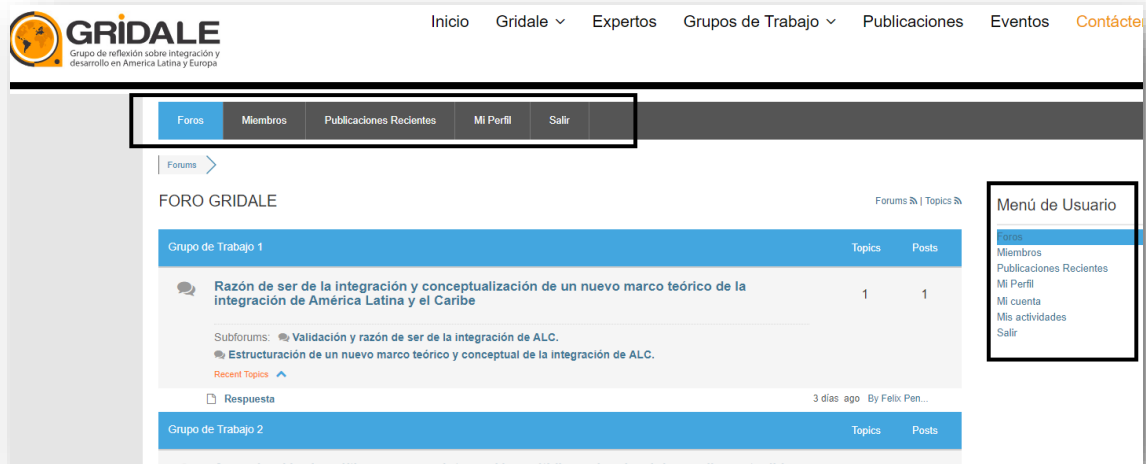 GRIDALE
Grupo de reflexión sobre integración y
desarrollo en America Latina y Europa
Inicio Gridale Expertos Grupos de Trabajo Publicaciones Eventos
Foros Miembros Publicaciones Recientes Mi Perfil Salir
Forums
FORO GRIDALE
Forums | Topics
Grupo de Trabajo 1 Topics Posts
Razón de ser de la integración y conceptualización de un nuevo marco teórico de la
integración de América Latina y el Caribe
1 1
Subforums: Validación y razón de ser de la integración de ALC.
Estructuración de un nuevo marco teórico y conceptual de la integración de ALC.
Recent Topics
Respuesta 3 días ago By Felix Pen...
Grupo de Trabajo 2 Topics Posts
Menú de Usuario
Foros
Miembros
Publicaciones Recientes
Mi Perfil
Mi cuenta
Mis actividades
Salir